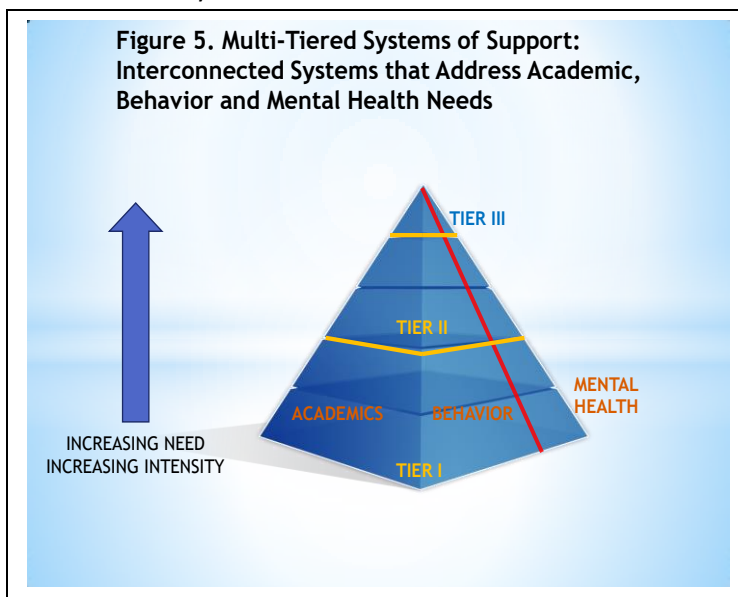 Figure 5. Multi-Tiered Systems of Support:
Interconnected Systems that Address Academic,
Behavior and Mental Health Needs
TIER III
TIER II
MENTAL
HEALTH
ACADEMICS
BEHAVIOR
INCREASING NEED
INCREASING INTENSITY
TIER I